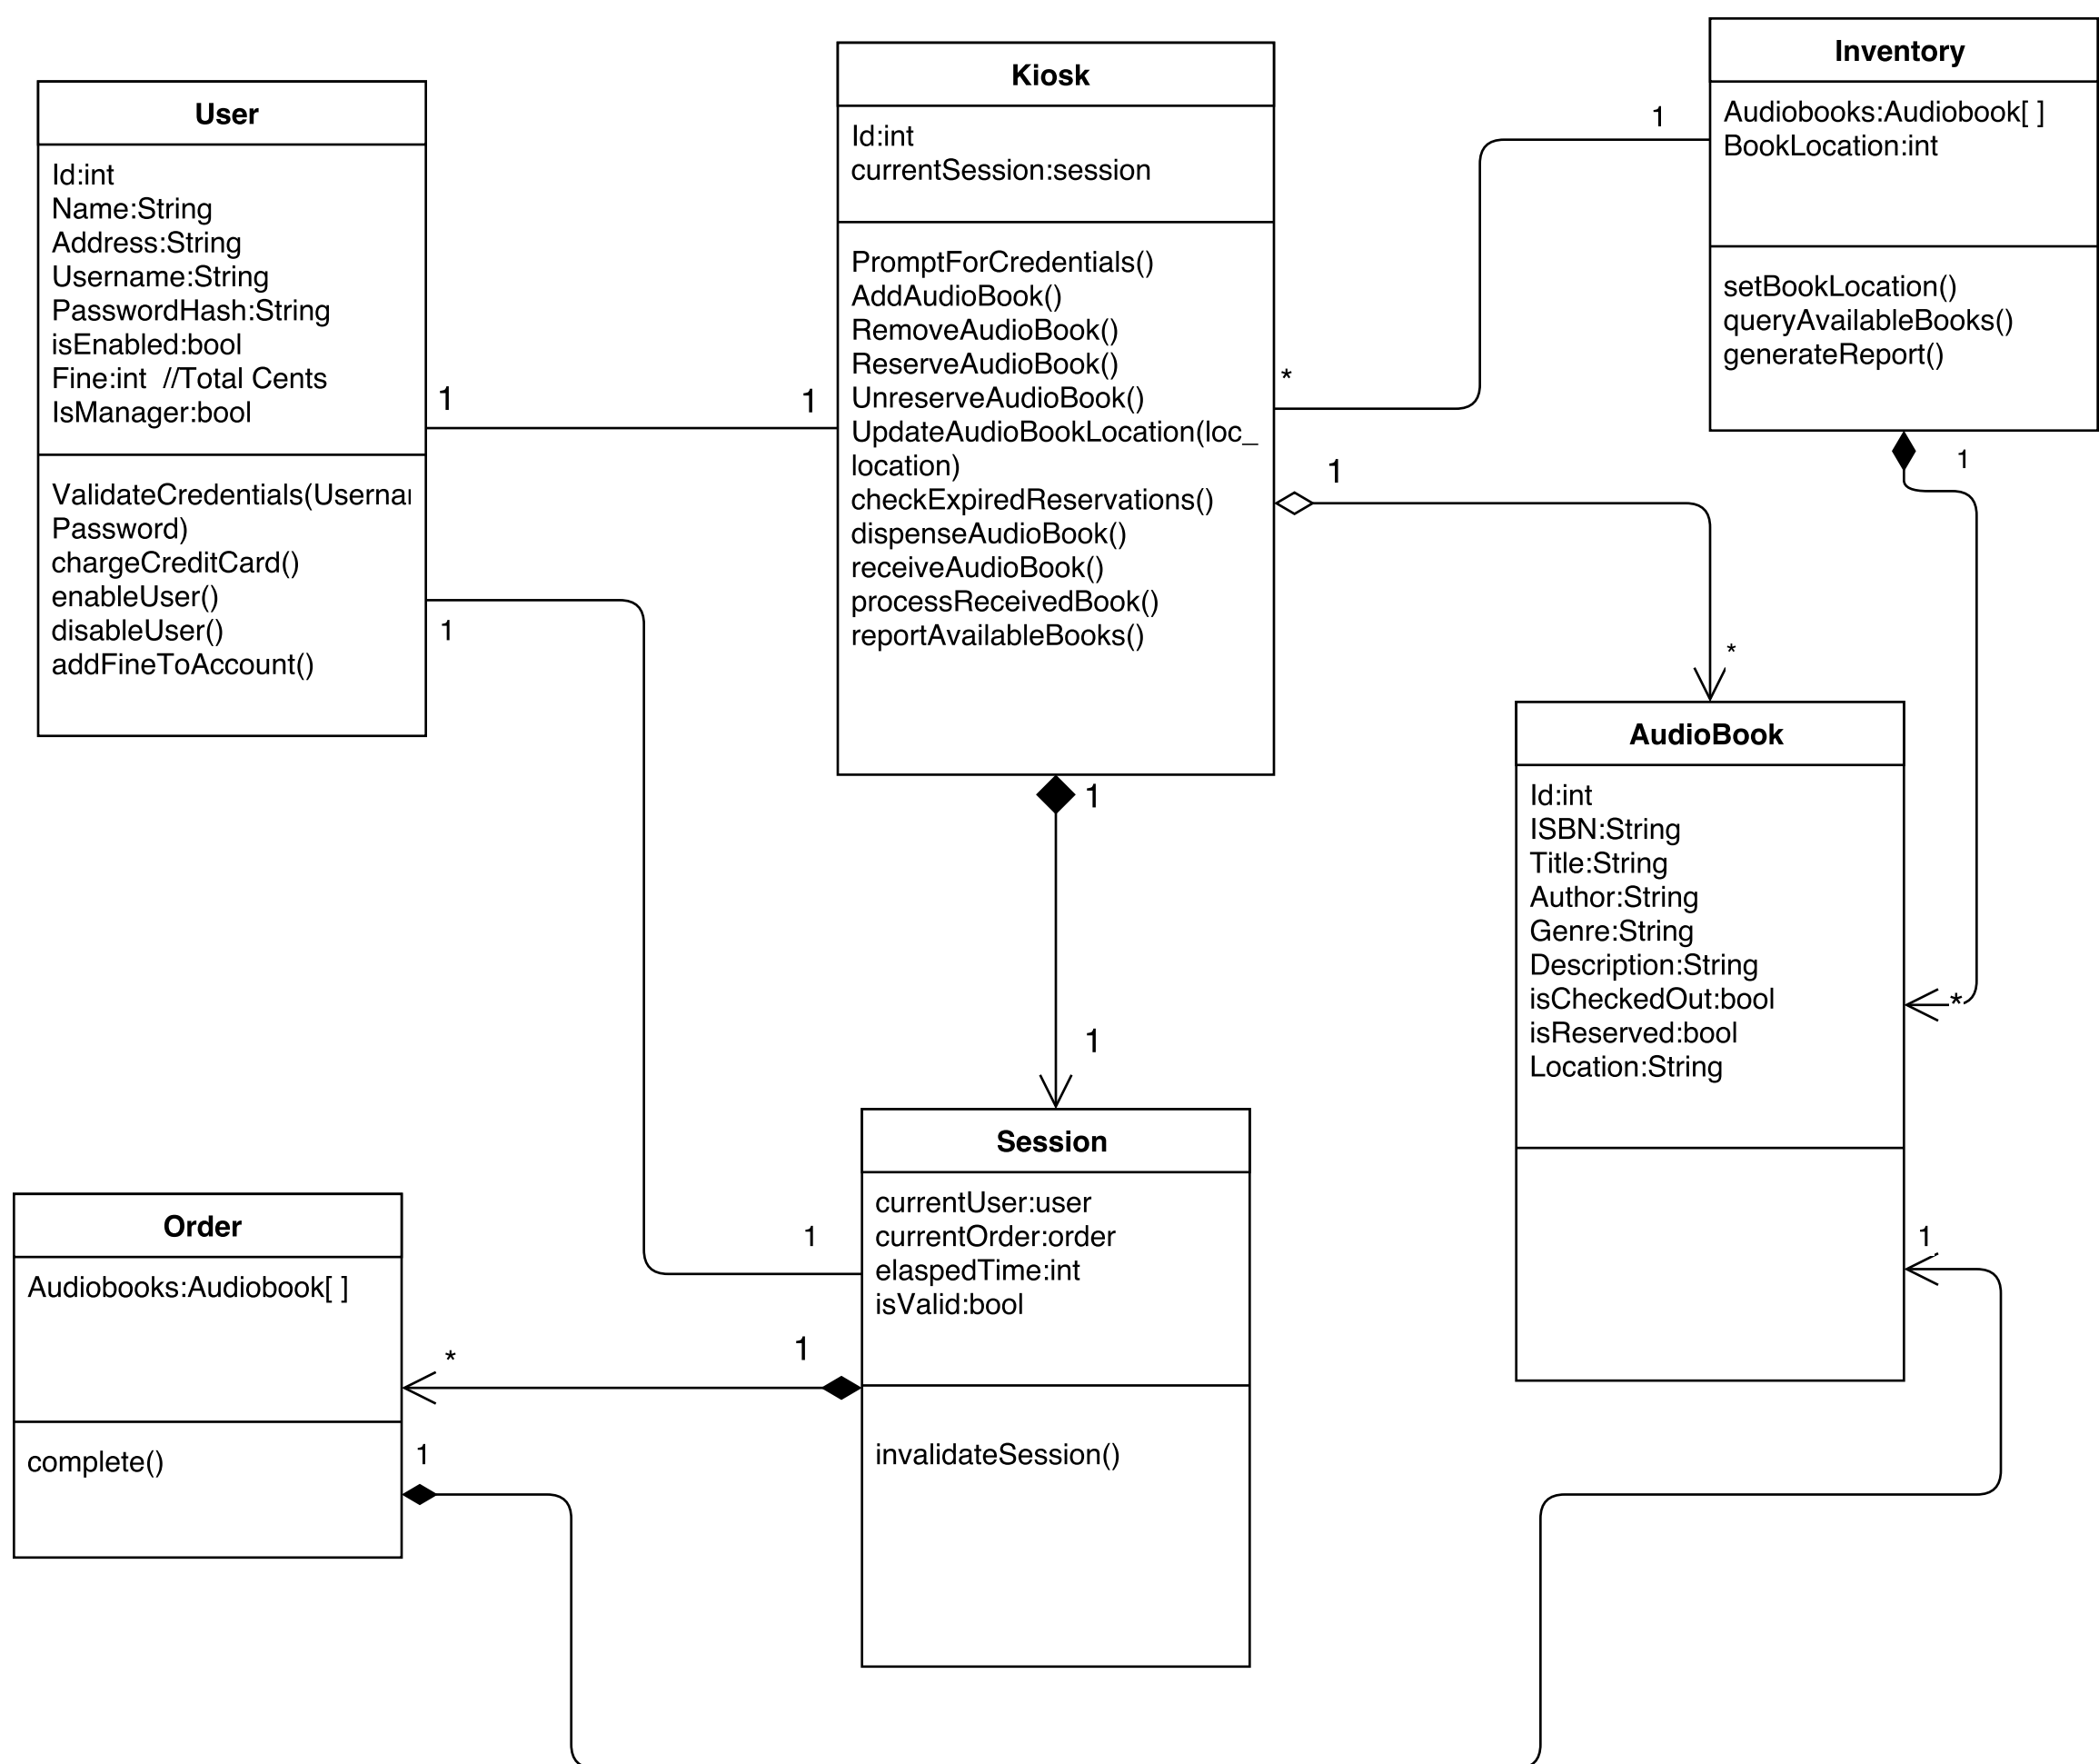 User
Id:int
Name:String
Address:String
Username:String
PasswordHash:String
isEnabled:bool
Fine:int  //Total Cents
IsManager:bool
ValidateCredentials(Userna
Password)
chargeCreditCard()
enableUser()
disableUser()
addFineToAccount()
1
1
1
Kiosk
Id:int
currentSession:session
PromptForCredentials()
AddAudioBook()
RemoveAudioBook()
ReserveAudioBook()
UnreserveAudioBook()
UpdateAudioBookLocation(loc_
location)
checkExpiredReservations()
dispenseAudioBook()
receiveAudioBook()
processReceivedBook()
reportAvailableBooks()
1
*
1
1
1
Inventory
Audiobooks:Audiobook[ ]
BookLocation:int
setBookLocation()
queryAvailableBooks()
generateReport()
1
*
*
AudioBook
Id:int
ISBN:String
Title:String
Author:String
Genre:String
Description:String
isCheckedOut:bool
isReserved:bool
Location:String
1
Session
currentUser:user
currentOrder:order
elaspedTime:int
isValid:bool
invalidateSession()
1
1
*
Order
Audiobooks:Audiobook[ ]
complete()
1